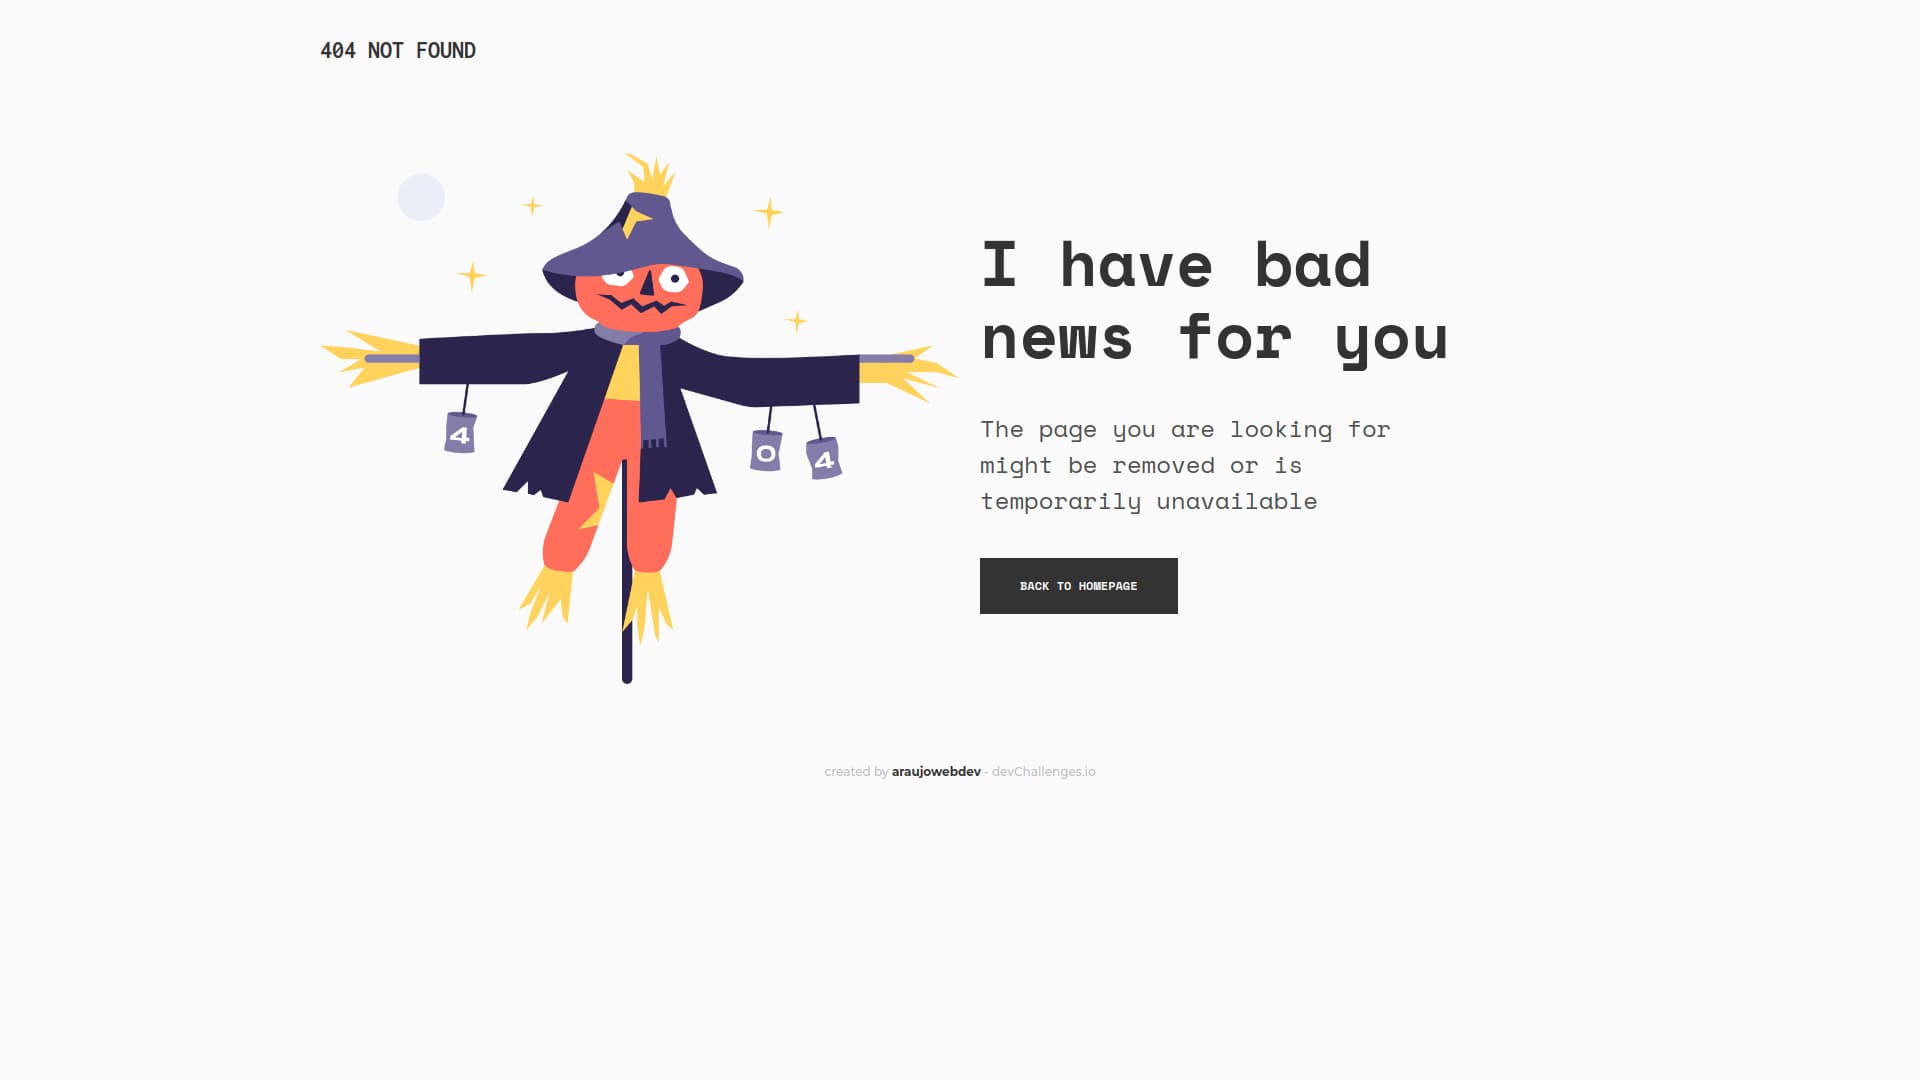 404 NOT FOUND
4
0
4
I have bad
news for you
The page you are looking for
might be removed or is
temporarily unavailable
BACK TO HOMEPAGE
created by araujowebdev - devChallenges.io